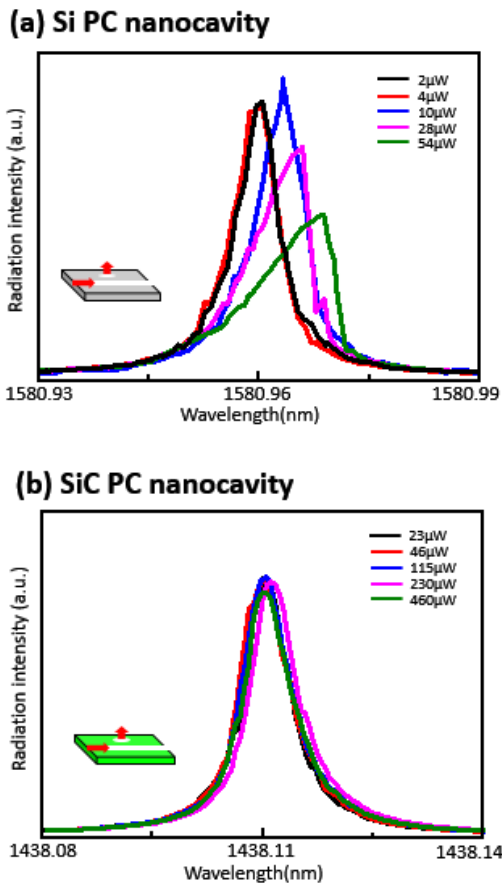 (a) Si PC nanocavity
Radiation intensity (a.u.)
2µW
4µW
10µW
28µW
54µW
1580.93
1580.96
1580.99
Wavelength(nm)
(b) SiC PC nanocavity
Radiation intensity (a.u.)
23µW
46µW
115µW
230µW
460µW
1438.08
1438.11
1438.14
Wavelength(nm)